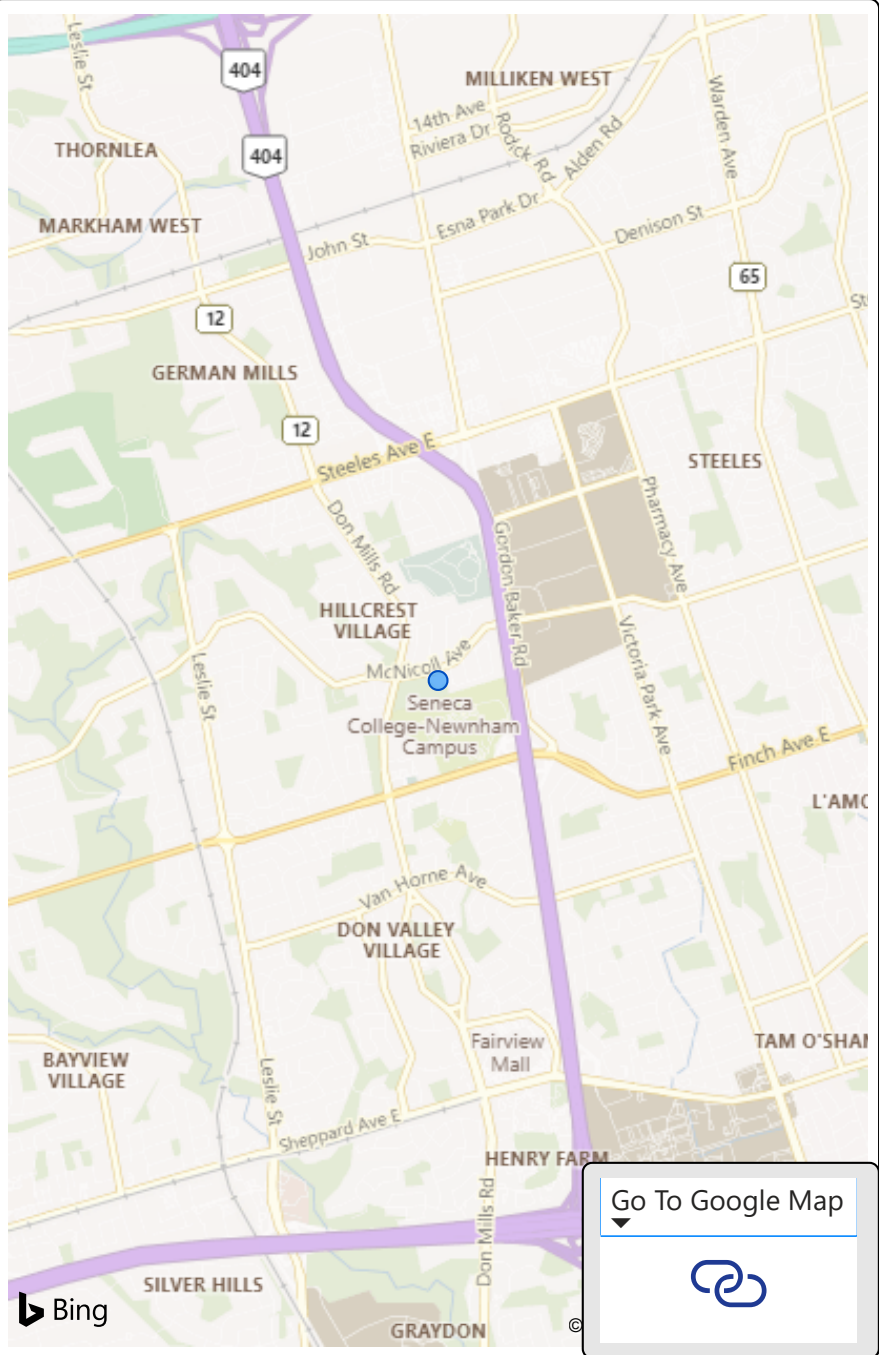 Leslie St
404
MILLIKEN WEST
14th Ave
Riviera Dr
Rodick Rd
Alden Rd
Warden Ave
THORNLEA
404
MARKHAM WEST
John St
Esna Park Dr
Denison St
65
12
St
GERMAN MILLS
12
Steeles Ave E
STEELES
Don Mills Rd
Gordon Baker Rd
Pharmacy Ave
HILLCREST
VILLAGE
Leslie St
McNicoll Ave
Victoria Park Ave
Seneca
College-Newnham
Campus
Finch Ave E
L'AMO
Van Horne Ave
DON VALLEY
VILLAGE
Fairview
Mall
TAM O'SHAN
BAYVIEW
VILLAGE
Leslie St
Sheppard Ave E
HENRY FARM
Don Mills Rd
Go To Google Map
SILVER HILLS
Bing
GRAYDON
©